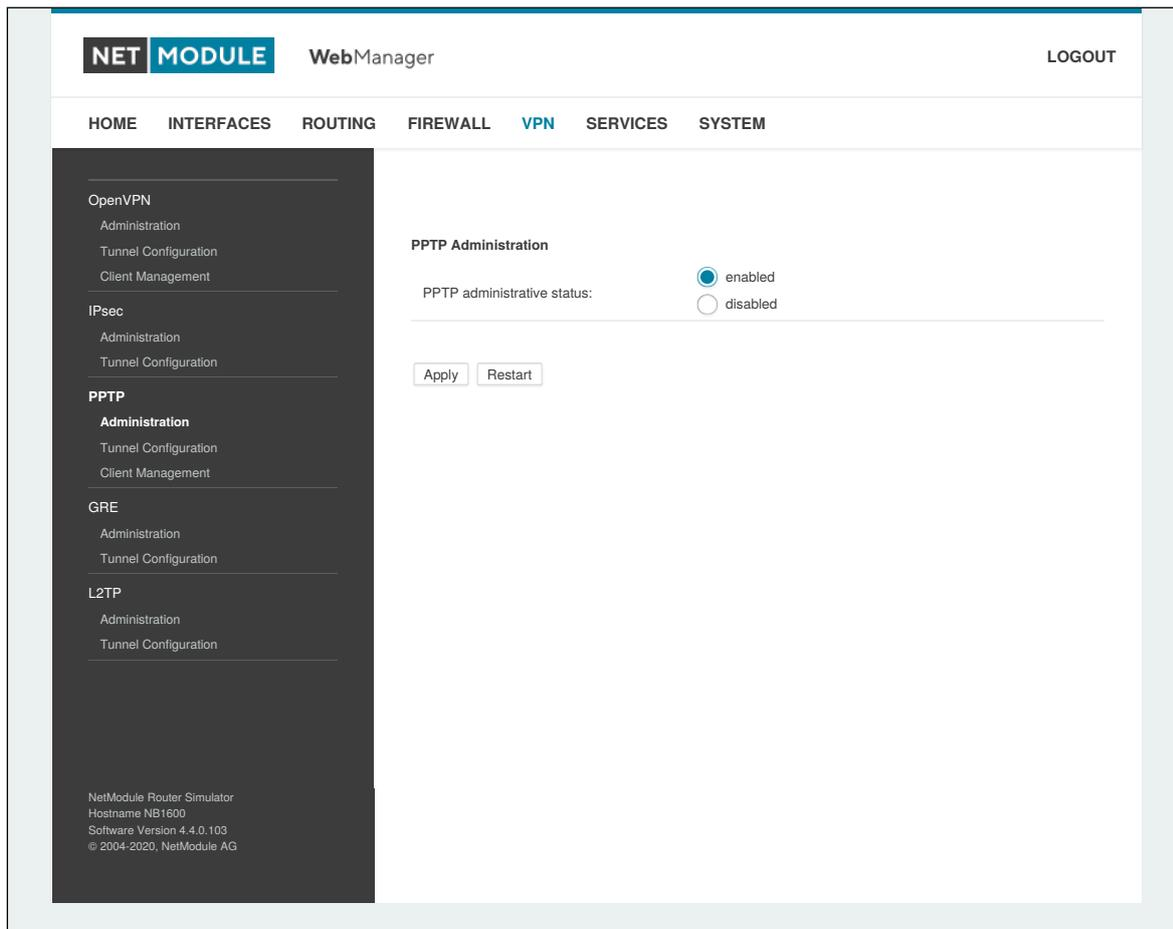 NET MODULE WebManager LOGOUT
HOME INTERFACES ROUTING FIREWALL VPN SERVICES SYSTEM
OpenVPN
Administration
Tunnel Configuration
Client Management
IPsec
Administration
Tunnel Configuration
PPTP
Administration
Tunnel Configuration
Client Management
GRE
Administration
Tunnel Configuration
L2TP
Administration
Tunnel Configuration
NetModule Router Simulator
Hostname NB1600
Software Version 4.4.0.103
© 2004-2020, NetModule AG
PPTP Administration
PPTP administrative status:
enabled
disabled
Apply Restart